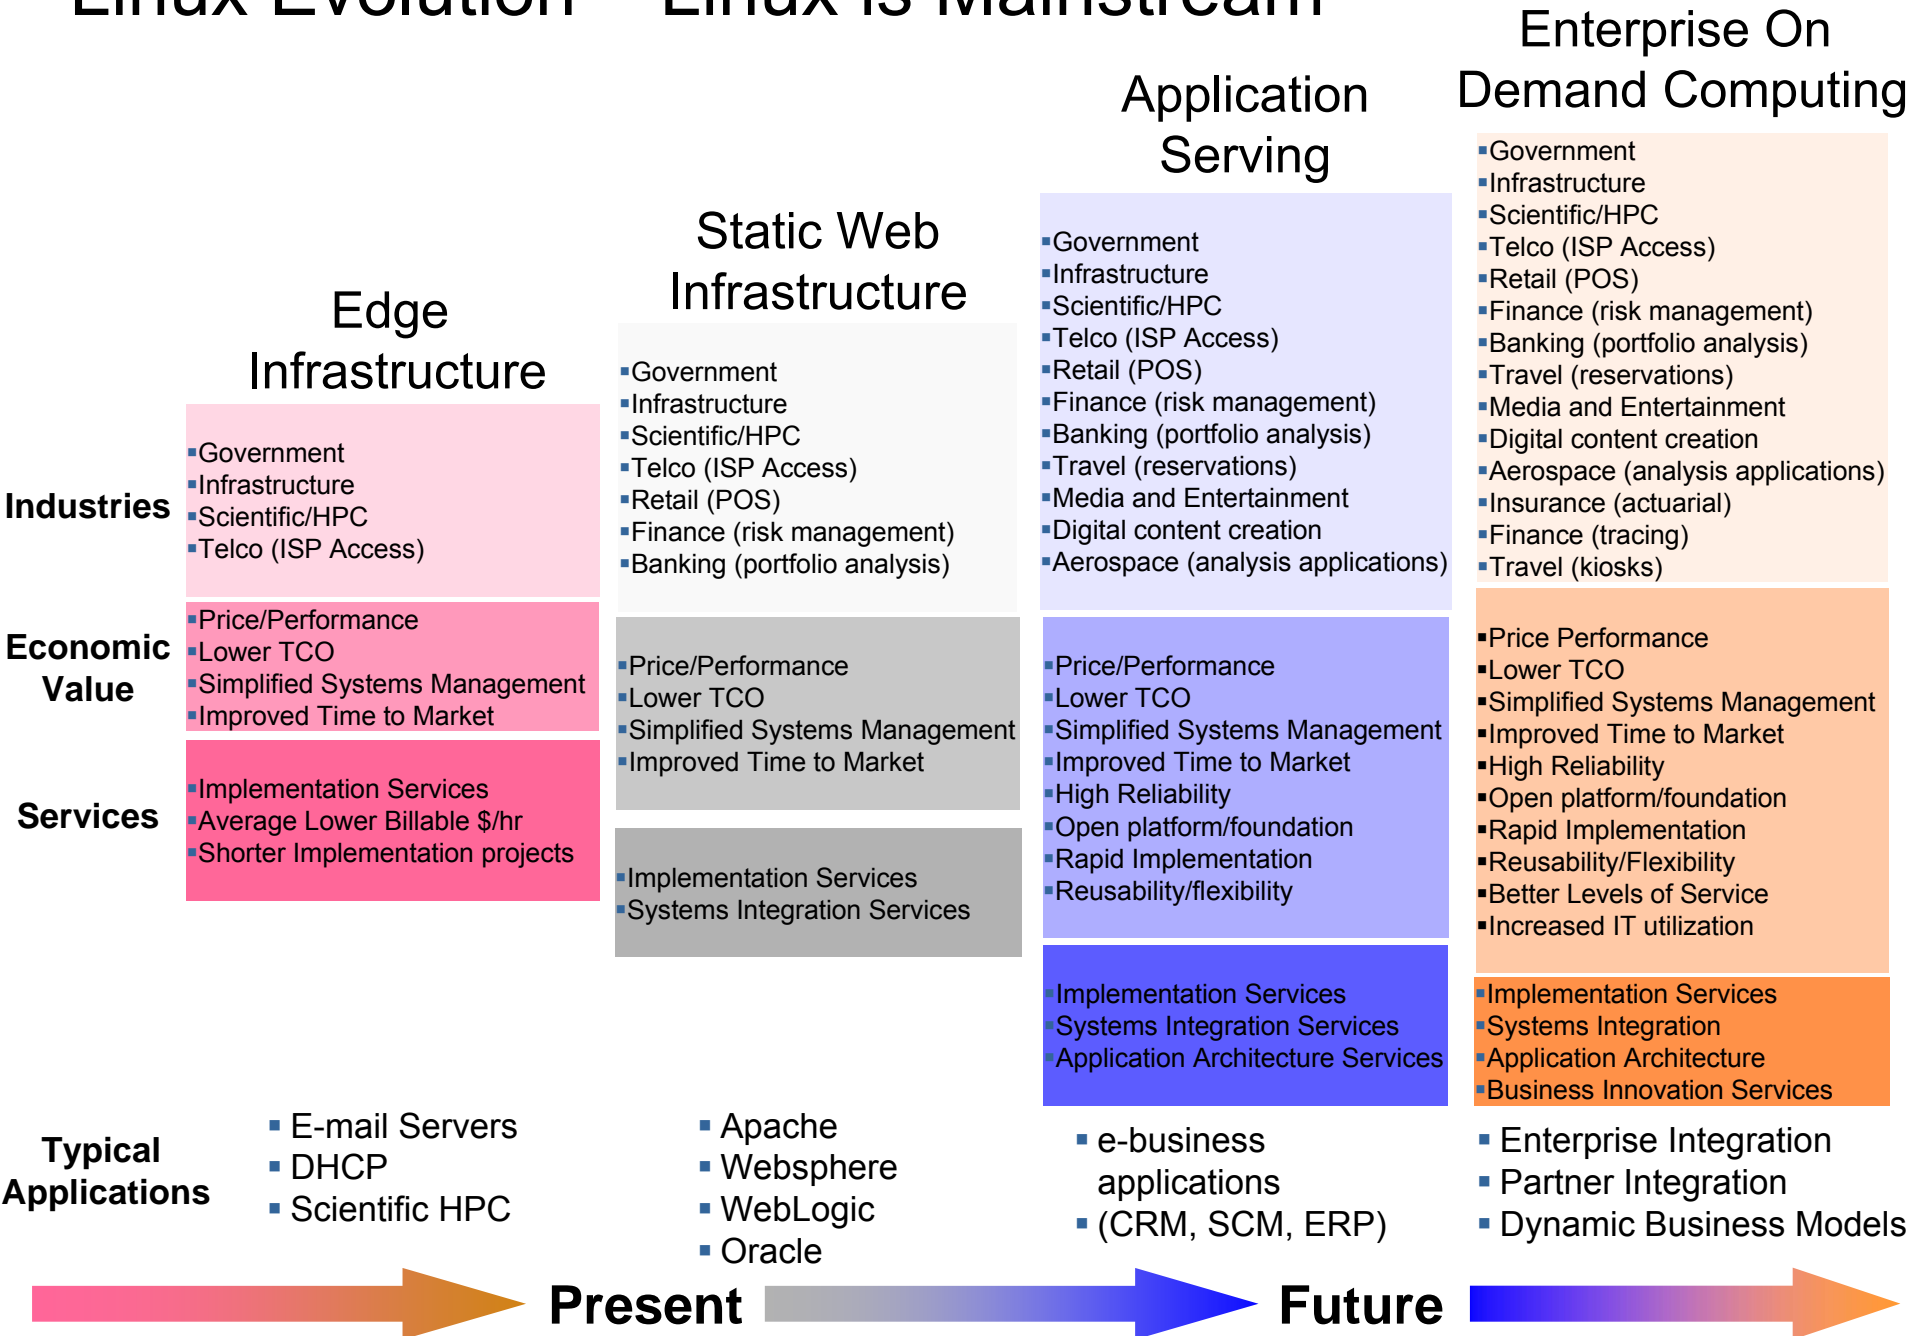 Linux Evolution Linux is Mainstream
Enterprise On
Demand Computing
Application
Serving
Static Web
Infrastructure
Edge
Infrastructure
Industries
▪Government
▪Infrastructure
▪Scientific/HPC
▪Telco (ISP Access)
▪Government
▪Infrastructure
▪Scientific/HPC
▪Telco (ISP Access)
▪Retail (POS)
▪Finance (risk management)
▪Banking (portfolio analysis)
▪Government
▪Infrastructure
▪Scientific/HPC
▪Telco (ISP Access)
▪Retail (POS)
▪Finance (risk management)
▪Banking (portfolio analysis)
▪Travel (reservations)
▪Media and Entertainment
▪Digital content creation
▪Aerospace (analysis applications)
▪Government
▪Infrastructure
▪Scientific/HPC
▪Telco (ISP Access)
▪Retail (POS)
▪Finance (risk management)
▪Banking (portfolio analysis)
▪Travel (reservations)
▪Media and Entertainment
▪Digital content creation
▪Aerospace (analysis applications)
▪Insurance (actuarial)
▪Finance (tracing)
▪Travel (kiosks)
Economic
Value
▪Price/Performance
▪Lower TCO
▪Simplified Systems Management
▪Improved Time to Market
▪Price/Performance
▪Lower TCO
▪Simplified Systems Management
▪Improved Time to Market
▪Price/Performance
▪Lower TCO
▪Simplified Systems Management
▪Improved Time to Market
▪High Reliability
▪Open platform/foundation
▪Rapid Implementation
▪Reusability/flexibility
▪Price Performance
▪Lower TCO
▪Simplified Systems Management
▪Improved Time to Market
▪High Reliability
▪Open platform/foundation
▪Rapid Implementation
▪Reusability/Flexibility
▪Better Levels of Service
▪Increased IT utilization
Services
▪Implementation Services
▪Average Lower Billable $/hr
▪Shorter Implementation projects
▪Implementation Services
▪Systems Integration Services
▪Implementation Services
▪Systems Integration Services
▪Application Architecture Services
▪Implementation Services
▪Systems Integration
▪Application Architecture
▪Business Innovation Services
Typical
Applications
▪ E-mail Servers
▪ DHCP
▪ Scientific HPC
▪ Apache
▪ Websphere
▪ WebLogic
▪ Oracle
▪ e-business
applications
▪ (CRM, SCM, ERP)
▪ Enterprise Integration
▪ Partner Integration
▪ Dynamic Business Models
Present
Future